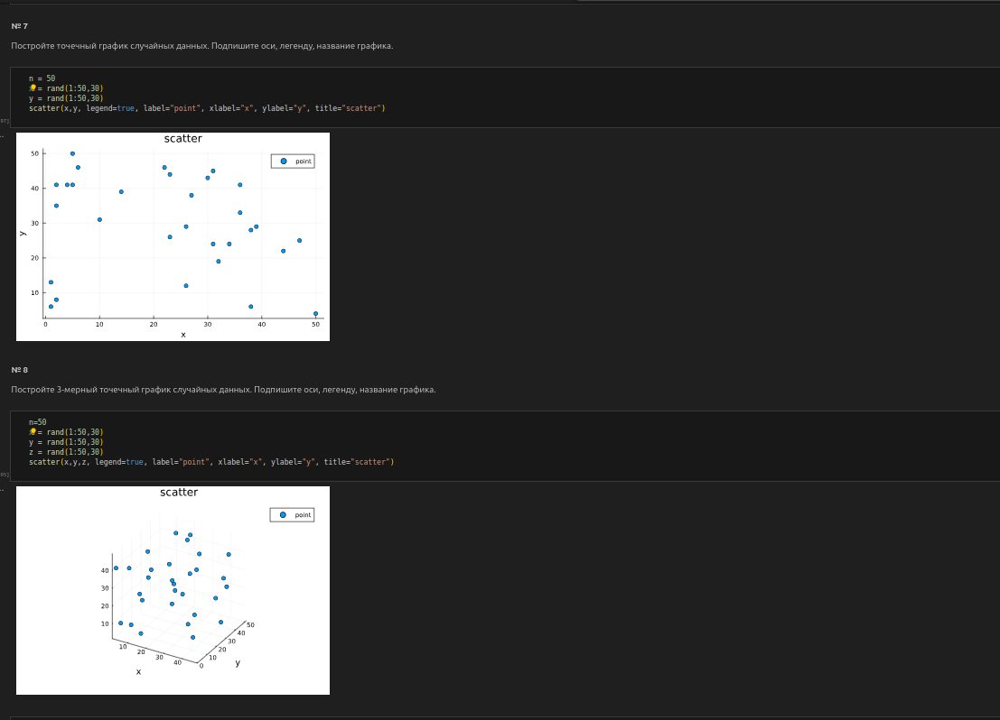 № 7
Постройте точечный график случайных данных. Подпишите оси, легенду, название графика.
n = 50
= rand(1:50,30)
y = rand(1:50,30)
scatter(x,y, legend=true, label="point", xlabel="x", ylabel="y", title="scatter")
scatter
point
50
40
30
20
10
y
0 10 20 30 40 50
x
№ 8
Постройте 3-мерный точечный график случайных данных. Подпишите оси, легенду, название графика.
n=50
= rand(1:50,30)
y = rand(1:50,30)
z = rand(1:50,30)
scatter(x,y,z, legend=true, label="point", xlabel="x", ylabel="y", title="scatter")
scatter
point
40
30
20
10
10 20 30 40
x
0 10 20 30 40 50
y